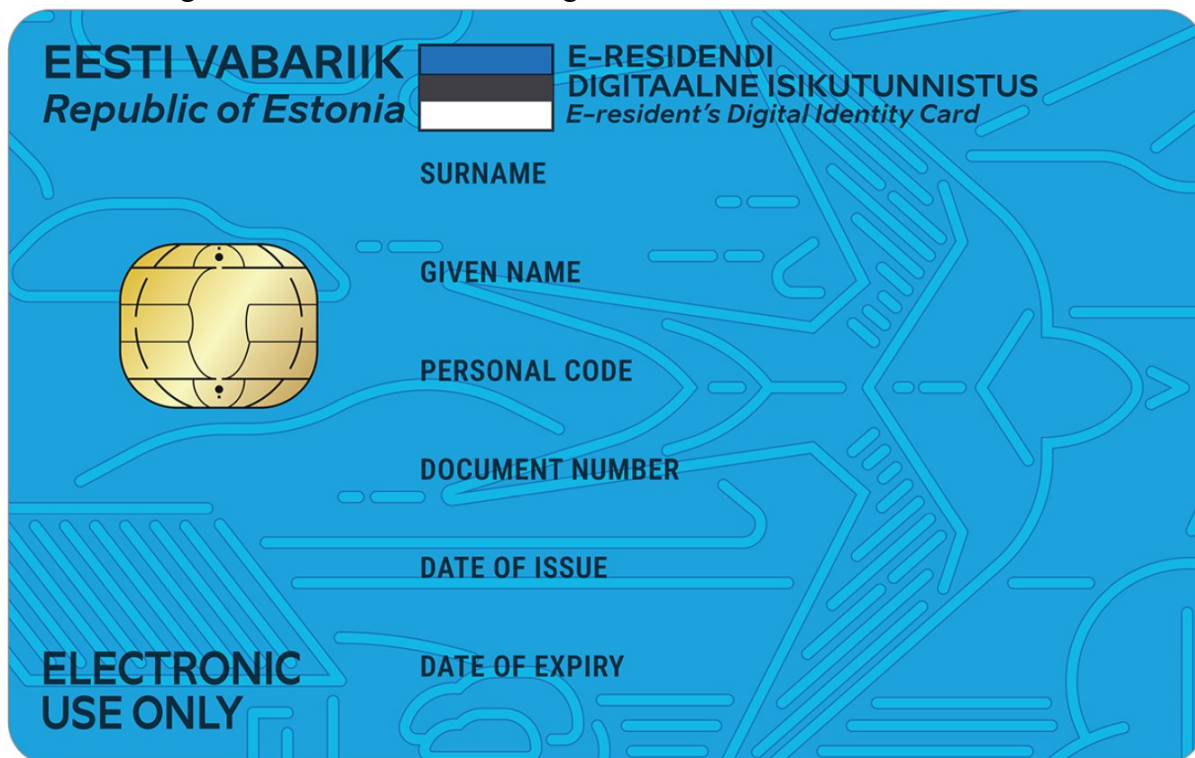 EESTI VABARIIK
Republic of Estonia
E-RESIDENDI
DIGITAALNE ISIKUTUNNISTUS
E-resident's Digital Identity Card
SURNAME
GIVEN NAME
PERSONAL CODE
DOCUMENT NUMBER
DATE OF ISSUE
DATE OF EXPIRY
ELECTRONIC
USE ONLY